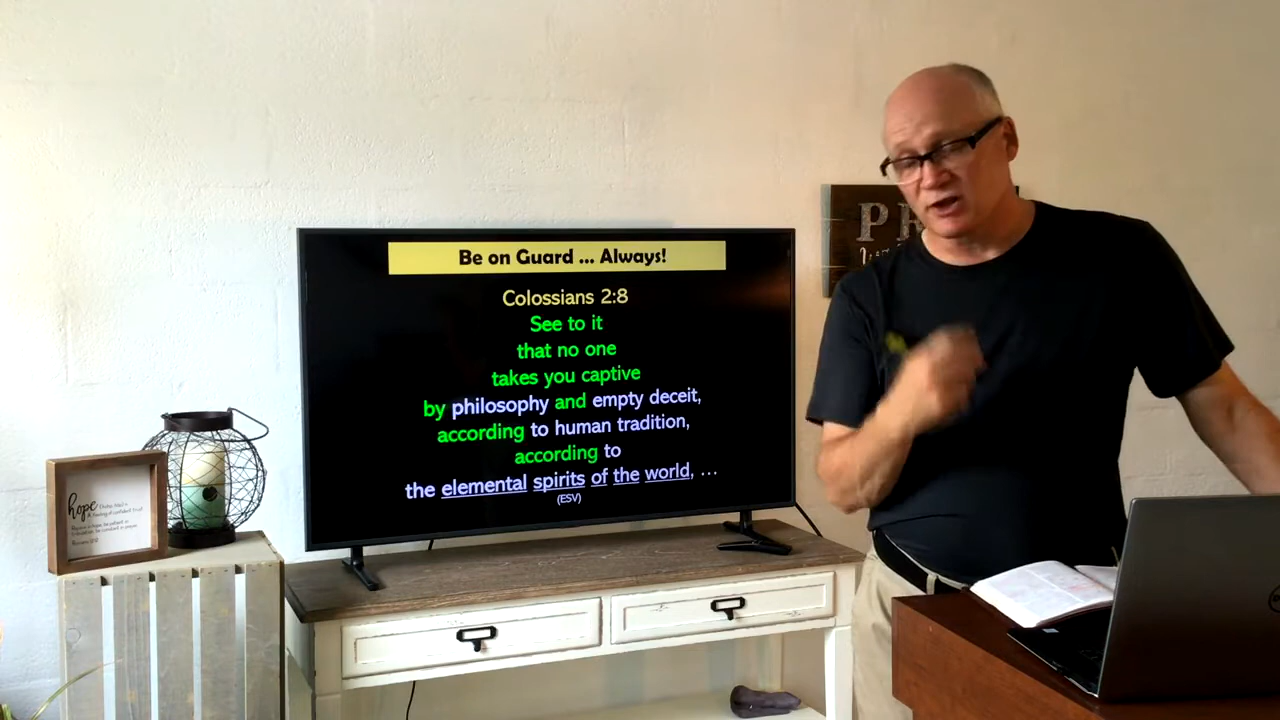 Be on Guard ... Always!
Colossians 2:8
See to it
that no one
takes you captive
by philosophy and empty deceit,
according to human tradition,
according to
the elemental spirits of the world, ...
(ESV)
hope
PR